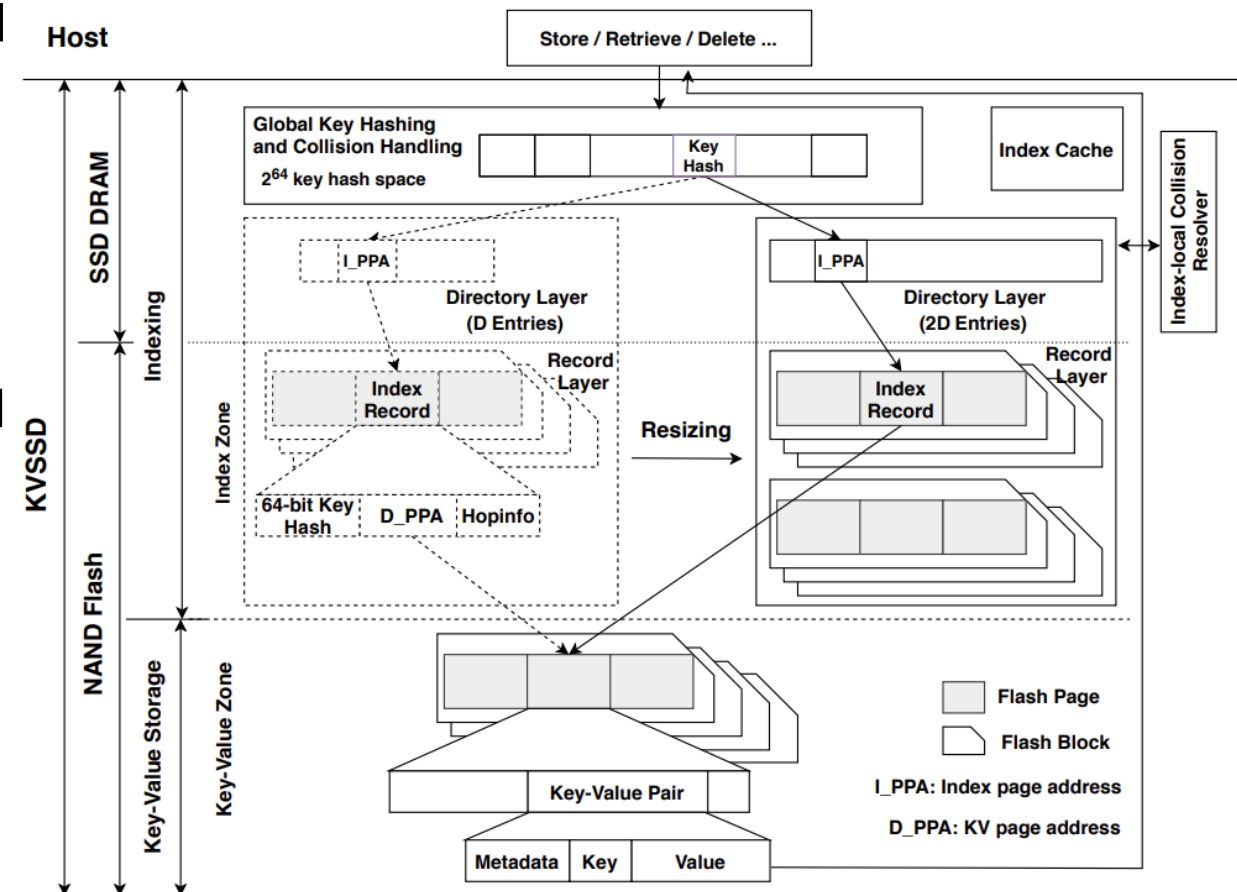 Host
Store / Retrieve / Delete ...
Global Key Hashing
and Collision Handling
2^64 key hash space
Key
Hash
Index Cache
Index-local Collision
Resolver
SSD DRAM
Indexing
I_PPA
Directory Layer
(D Entries)
I_PPA
Directory Layer
(2D Entries)
Record
Layer
Index
Record
Record
Layer
Index
Record
Resizing
KVSSD
Index Zone
64-bit Key
Hash
D_PPA
Hopinfo
NAND Flash
Key-Value Storage
Key-Value Zone
Flash Page
Flash Block
Key-Value Pair
I_PPA: Index page address
D_PPA: KV page address
Metadata
Key
Value